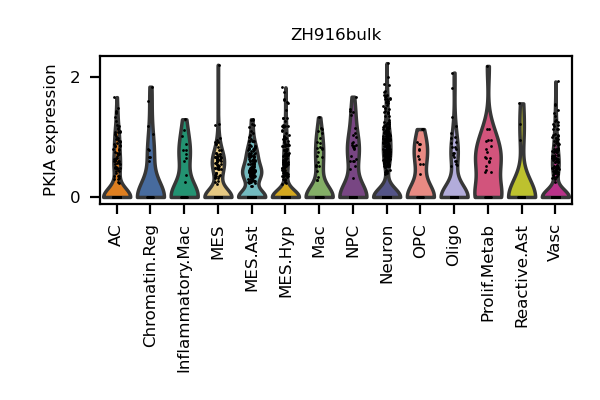 ZH916bulk
PKIA expression
2
0
AC
Chromatin.Reg
Inflammatory.Mac
MES
MES.Ast
MES.Hyp
Mac
NPC
Neuron
OPC
Oligo
Prolif.Metab
Reactive.Ast
Vasc